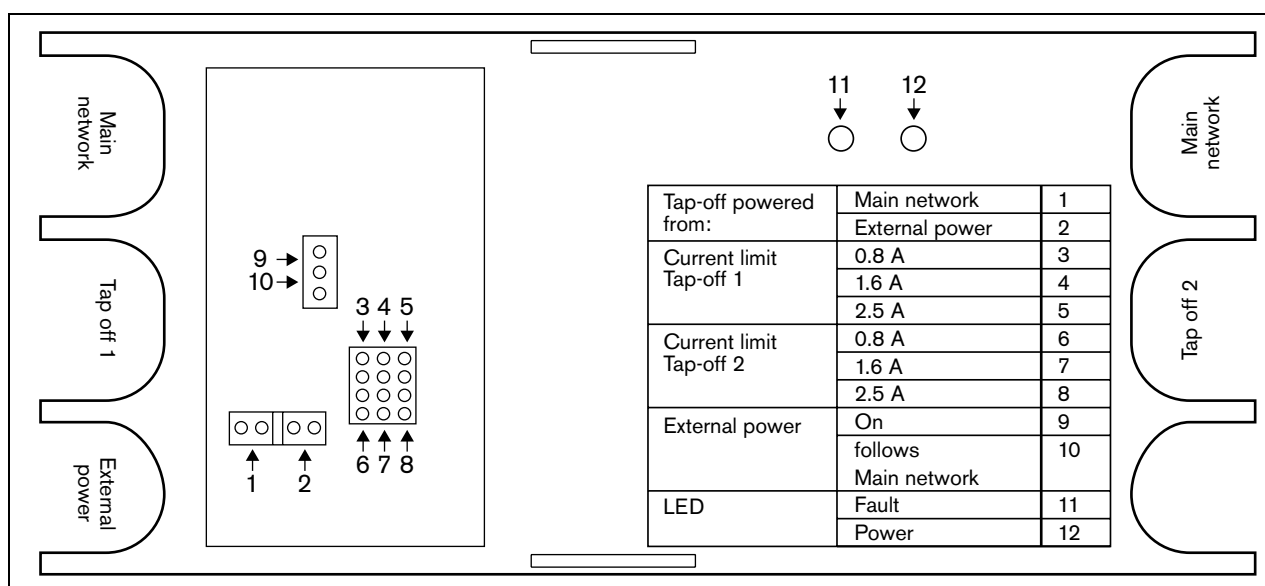 Main
network
Tap off 1
External
power
9
10
3 4 5
6 7 8
1 2
11 12
Tap-off powered
from:
Main network 1
External power 2
Current limit
Tap-off 1
0.8 A 3
1.6 A 4
2.5 A 5
Current limit
Tap-off 2
0.8 A 6
1.6 A 7
2.5 A 8
External power
On 9
follows
Main network
10
LED
Fault 11
Power 12
Main
network
Tap off 2